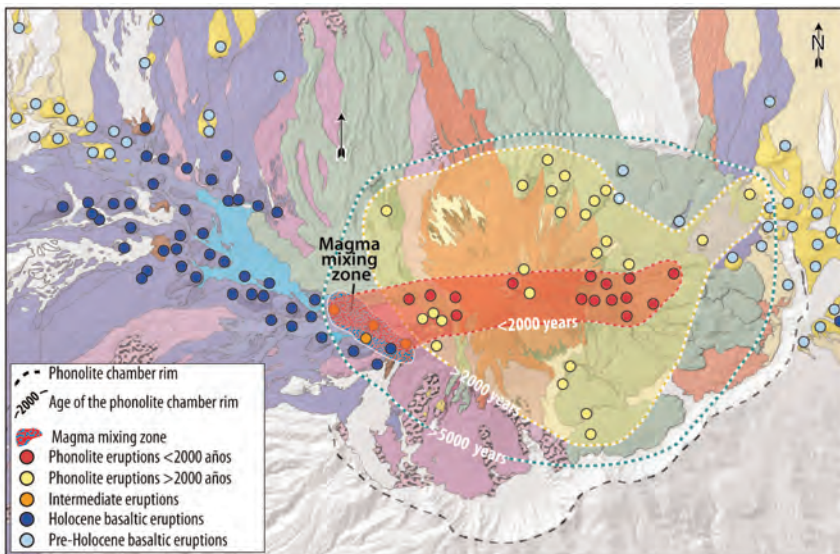 N
Magma
mixing
zone
<2000 years
>2000 years
>5000 years
Phonolite chamber rim
~2000 Age of the phonolite chamber rim
Magma mixing zone
Phonolite eruptions <2000 años
Phonolite eruptions >2000 años
Intermediate eruptions
Holocene basaltic eruptions
Pre-Holocene basaltic eruptions